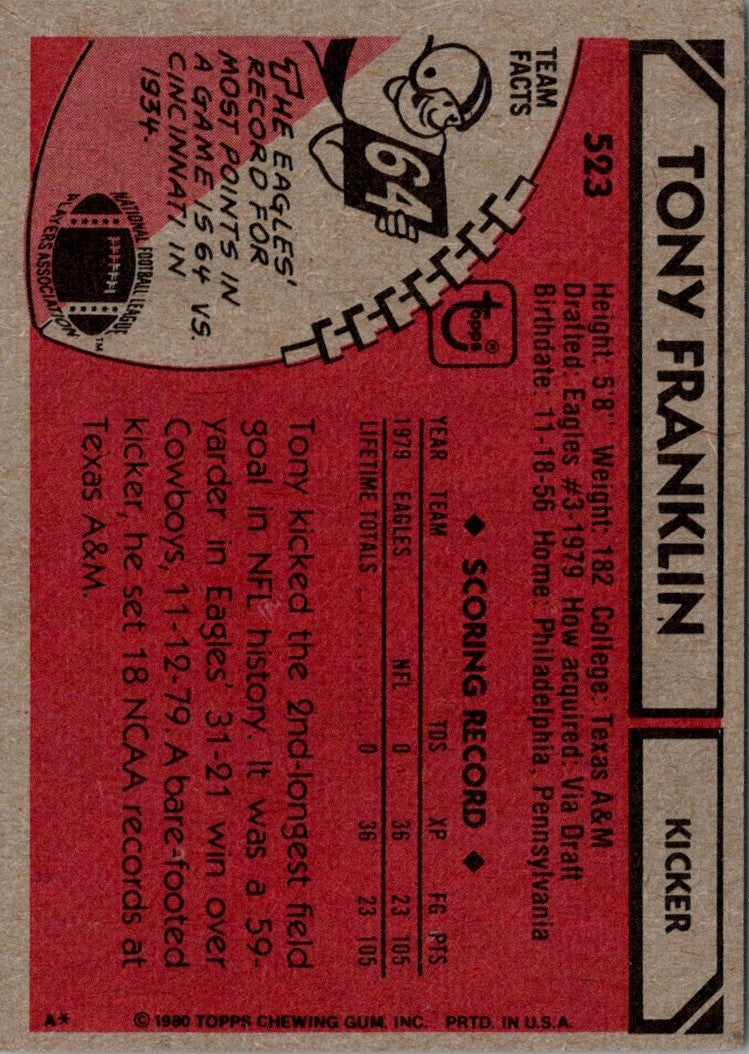 TONY FRANKLIN
KICKER
523
Height: 5'8" Weight: 182 College: Texas A&M
Drafted: Eagles #3-1979 How acquired: Via Draft
Birthdate: 11-18-56 Home: Philadelphia, Pennsylvania
TEAM
FACTS
64
THE EAGLES'
RECORD FOR
MOST POINTS IN
A GAME IS 64 VS.
CINCINNATI IN
1934.
NATIONAL FOOTBALL LEAGUE
PLAYERS ASSOCIATION
TM
topps®
◆ SCORING RECORD ◆
YEAR TEAM TDS XP FG PTS
1979 EAGLES NFL 0 36 23 105
LIFETIME TOTALS 0 36 23 105
Tony kicked the 2nd-longest field
goal in NFL history. It was a 59-
yarder in Eagles' 31-21 win over
Cowboys, 11-12-79. A bare-footed
kicker, he set 18 NCAA records at
Texas A&M.
A* © 1980 TOPPS CHEWING GUM, INC. PRTD. IN U.S.A.